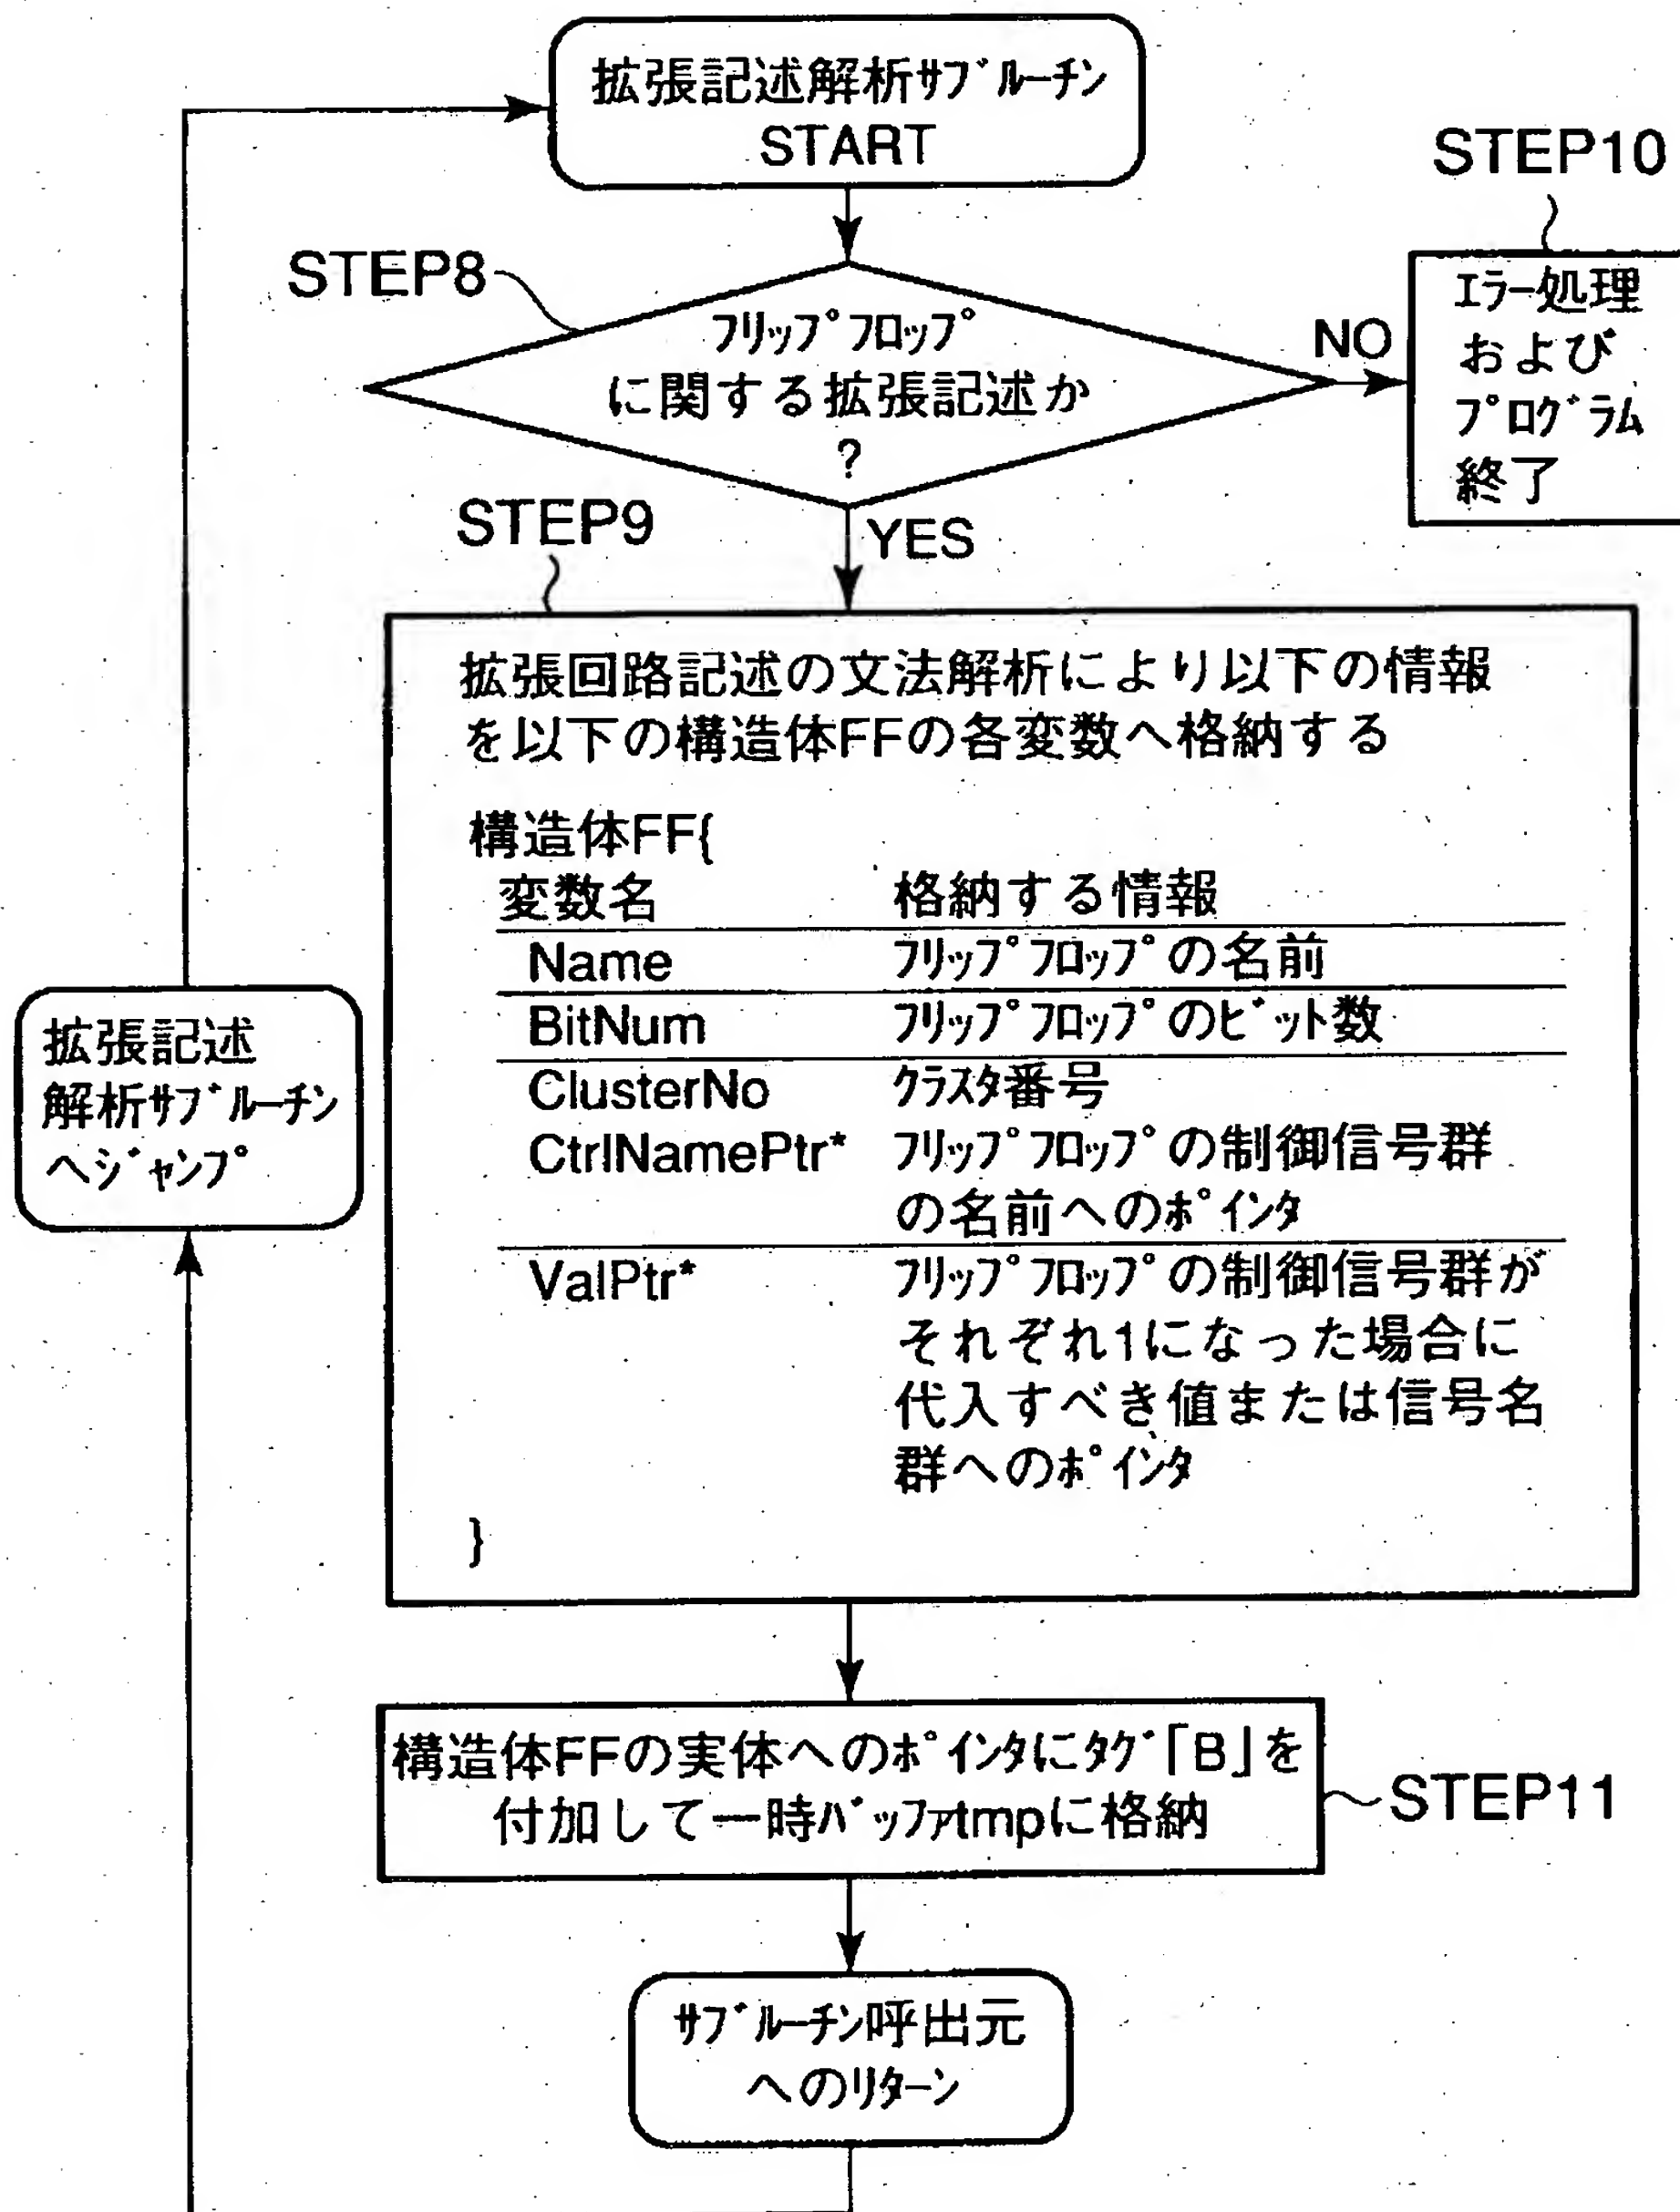 拡張記述解析ｻﾌﾞﾙｰﾁﾝ
START
STEP10
ｴﾗｰ処理
および
ﾌﾟﾛｸﾞﾗﾑ
終了
STEP8
ﾌﾘｯﾌﾟﾌﾛｯﾌﾟ
に関する拡張記述か
?
NO
YES
STEP9
拡張回路記述の文法解析により以下の情報
を以下の構造体FFの各変数へ格納する
構造体FF{
変数名 格納する情報
Name ﾌﾘｯﾌﾟﾌﾛｯﾌﾟの名前
BitNum ﾌﾘｯﾌﾟﾌﾛｯﾌﾟのﾋﾞｯﾄ数
ClusterNo ｸﾗｽﾀ番号
CtrlNamePtr* ﾌﾘｯﾌﾟﾌﾛｯﾌﾟの制御信号群
の名前へのﾎﾟｲﾝﾀ
ValPtr* ﾌﾘｯﾌﾟﾌﾛｯﾌﾟの制御信号群が
それぞれ1になった場合に
代入すべき値または信号名
群へのﾎﾟｲﾝﾀ
}
拡張記述
解析ｻﾌﾞﾙｰﾁﾝ
へｼﾞｬﾝﾌﾟ
構造体FFの実体へのﾎﾟｲﾝﾀにﾀｸﾞ「B」を
付加して一時ﾊﾞｯﾌｧtmpに格納
STEP11
ｻﾌﾞﾙｰﾁﾝ呼出元
へのﾘﾀｰﾝ